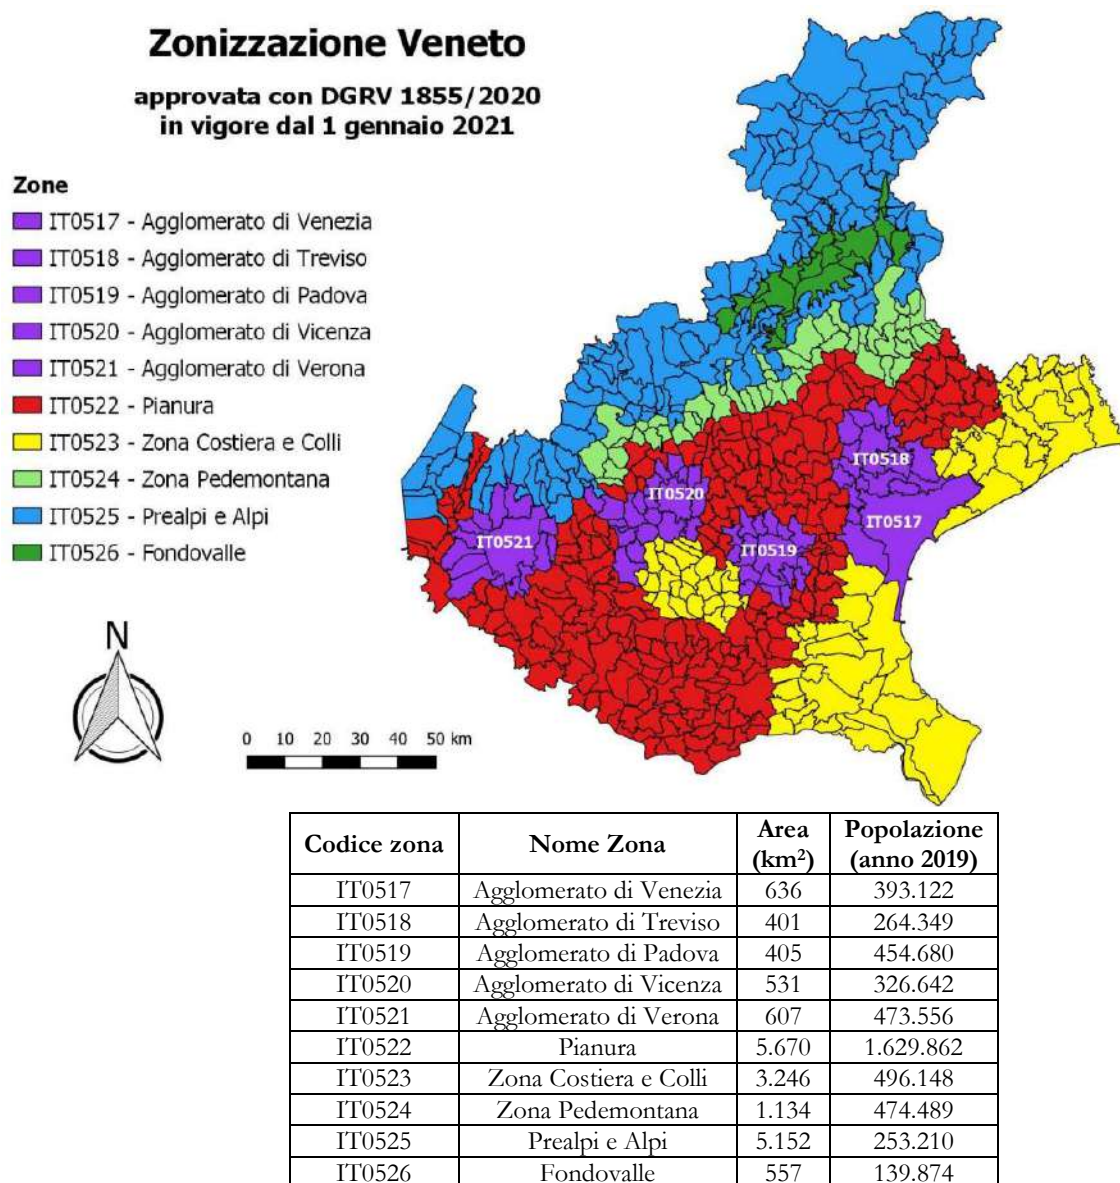 Zonizzazione Veneto
approvata con DGRV 1855/2020
in vigore dal 1 gennaio 2021
Zone
IT0517 - Agglomerato di Venezia
IT0518 - Agglomerato di Treviso
IT0519 - Agglomerato di Padova
IT0520 - Agglomerato di Vicenza
IT0521 - Agglomerato di Verona
IT0522 - Pianura
IT0523 - Zona Costiera e Colli
IT0524 - Zona Pedemontana
IT0525 - Prealpi e Alpi
IT0526 - Fondovalle
IT0518
IT0520
IT0517
IT0521
IT0519
N
0 10 20 30 40 50 km
Codice zona Nome Zona Area (km²) Popolazione (anno 2019)
IT0517 Agglomerato di Venezia 636 393.122
IT0518 Agglomerato di Treviso 401 264.349
IT0519 Agglomerato di Padova 405 454.680
IT0520 Agglomerato di Vicenza 531 326.642
IT0521 Agglomerato di Verona 607 473.556
IT0522 Pianura 5.670 1.629.862
IT0523 Zona Costiera e Colli 3.246 496.148
IT0524 Zona Pedemontana 1.134 474.489
IT0525 Prealpi e Alpi 5.152 253.210
IT0526 Fondovalle 557 139.874